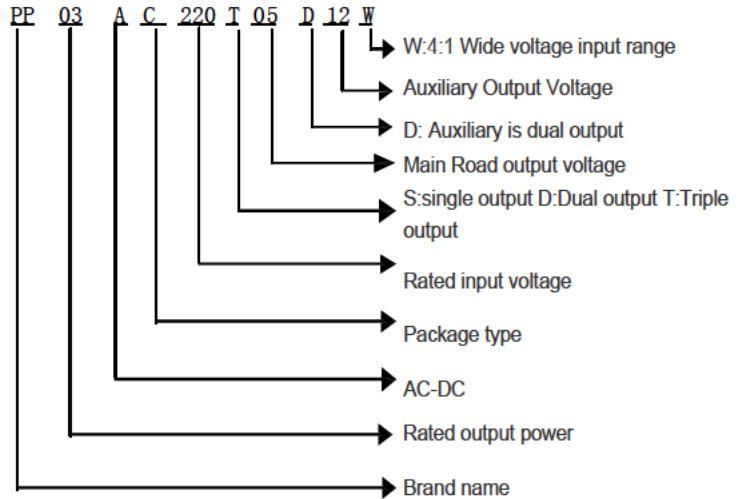 PP 03 A C 220 T 05 D 12 W
W:4:1 Wide voltage input range
Auxiliary Output Voltage
D: Auxiliary is dual output
Main Road output voltage
S:single output D:Dual output T:Triple
output
Rated input voltage
Package type
AC-DC
Rated output power
Brand name